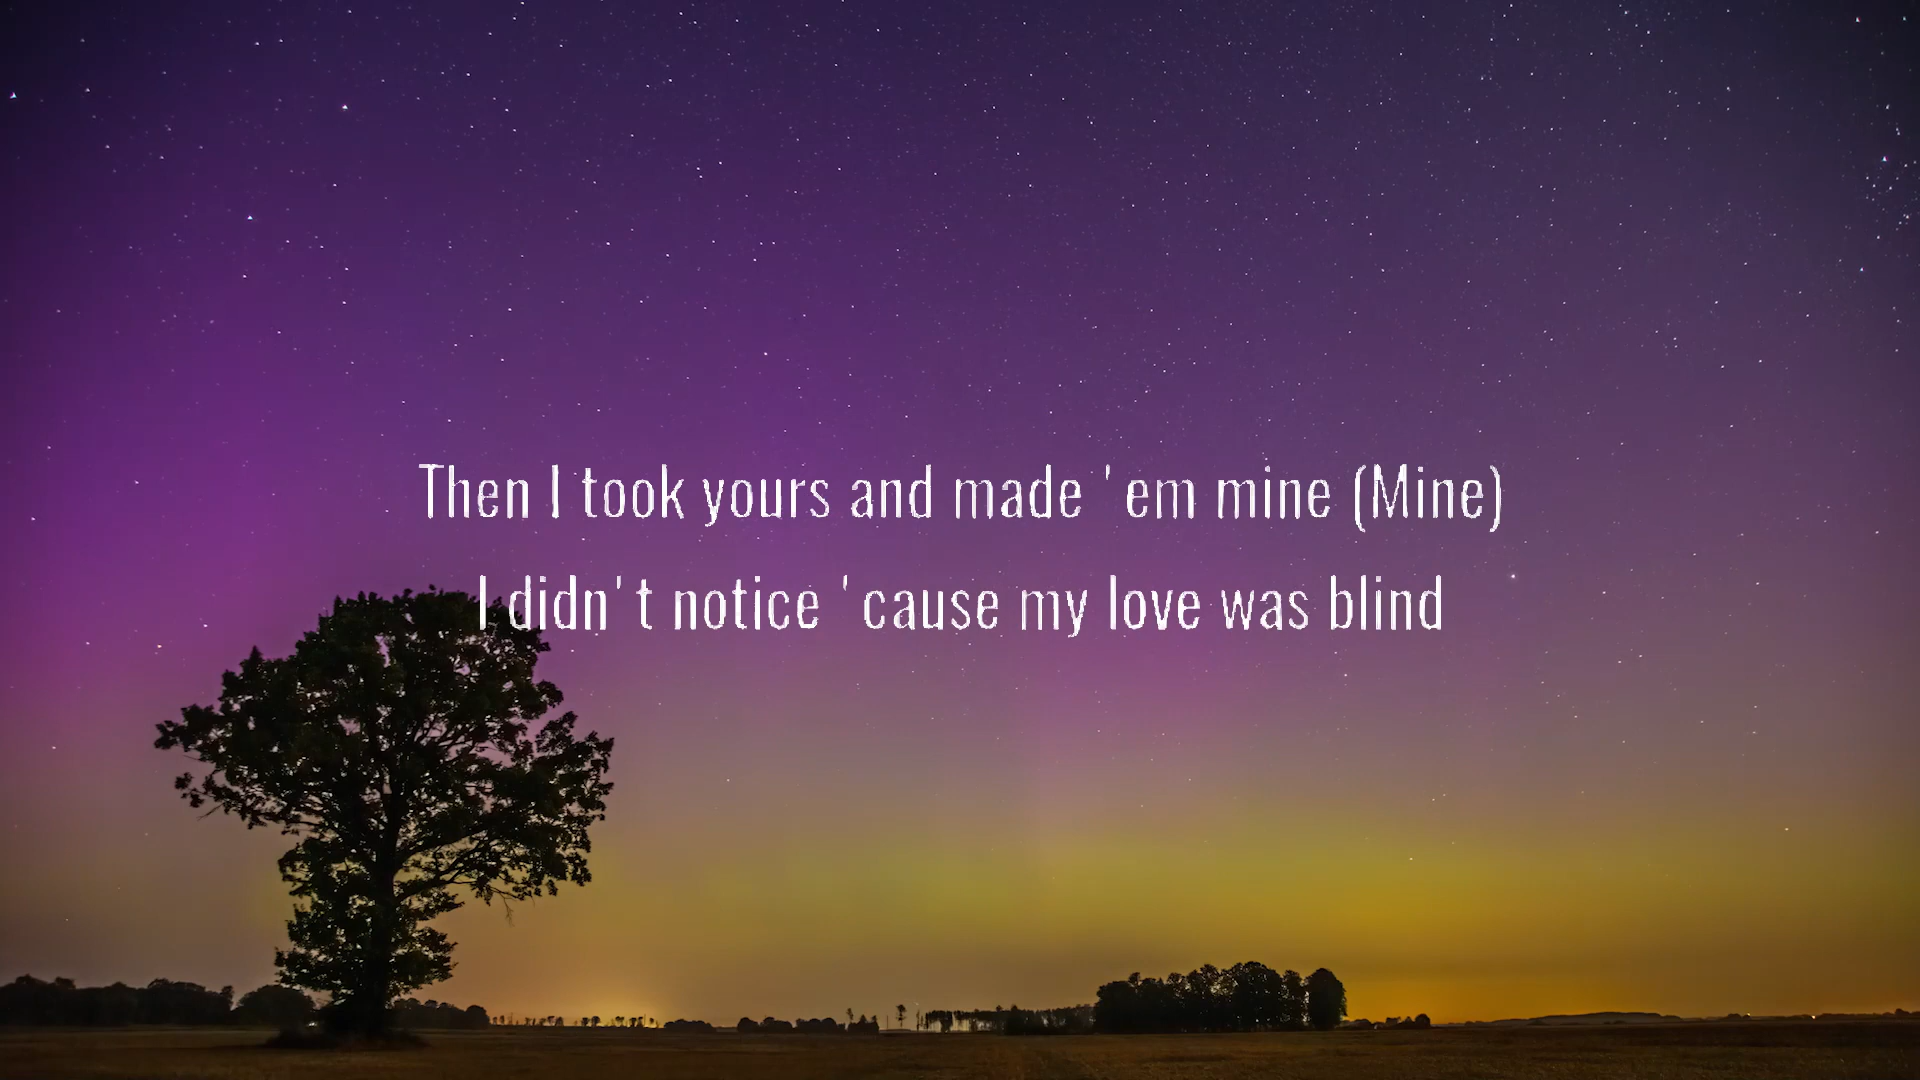 Then I took yours and made 'em mine (Mine)
I didn't notice 'cause my love was blind